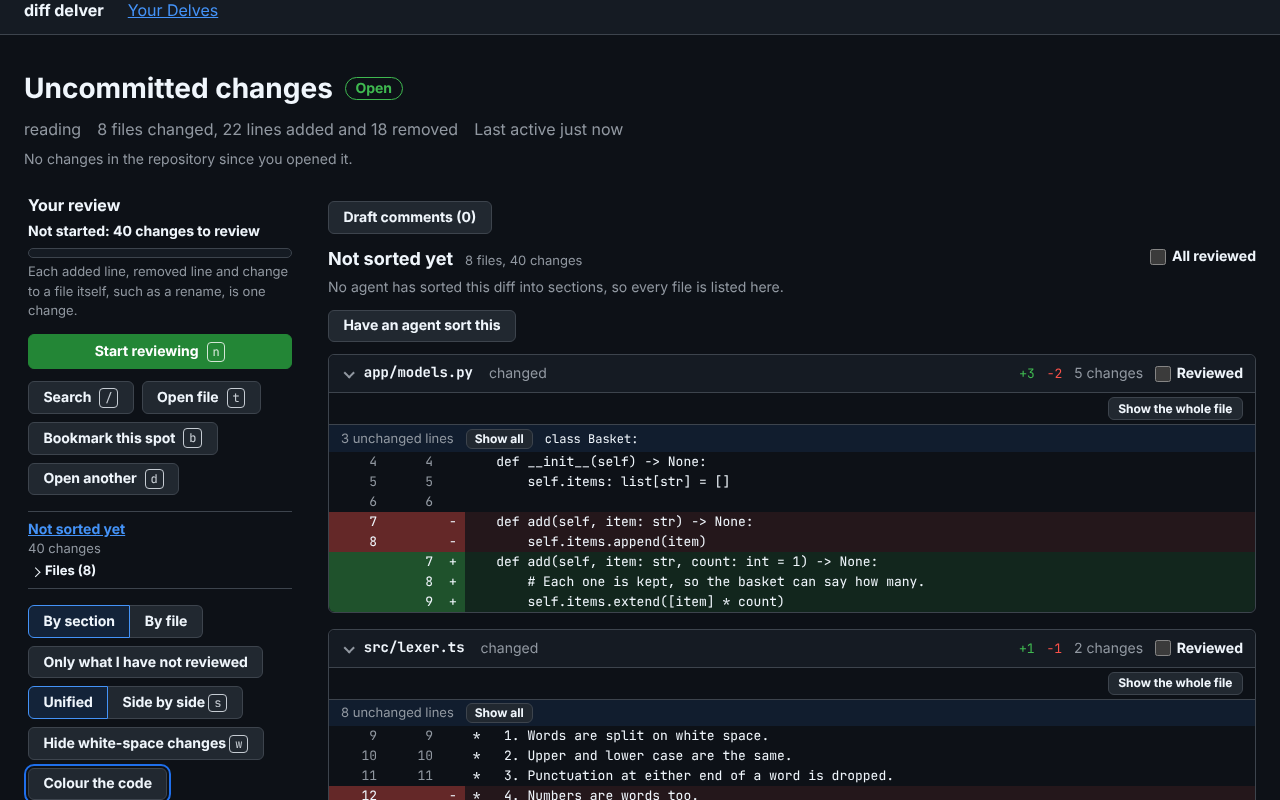 diff delver Your Delves
Uncommitted changes Open
reading 8 files changed, 22 lines added and 18 removed Last active just now
No changes in the repository since you opened it.
Your review
Not started: 40 changes to review
Each added line, removed line and change
to a file itself, such as a rename, is one
change.
Start reviewing n
Search / Open file t
Bookmark this spot b
Open another d
Not sorted yet
40 changes
Files (8)
By section By file
Only what I have not reviewed
Unified Side by side s
Hide white-space changes w
Colour the code
Draft comments (0)
Not sorted yet 8 files, 40 changes All reviewed
No agent has sorted this diff into sections, so every file is listed here.
Have an agent sort this
app/models.py changed +3 -2 5 changes Reviewed
Show the whole file
3 unchanged lines Show all class Basket:
4 4 def __init__(self) -> None:
5 5 self.items: list[str] = []
6 6
7 - def add(self, item: str) -> None:
8 - self.items.append(item)
7 + def add(self, item: str, count: int = 1) -> None:
8 + # Each one is kept, so the basket can say how many.
9 + self.items.extend([item] * count)
src/lexer.ts changed +1 -1 2 changes Reviewed
Show the whole file
8 unchanged lines Show all
9 9 * 1. Words are split on white space.
10 10 * 2. Upper and lower case are the same.
11 11 * 3. Punctuation at either end of a word is dropped.
12 - * 4. Numbers are words too.